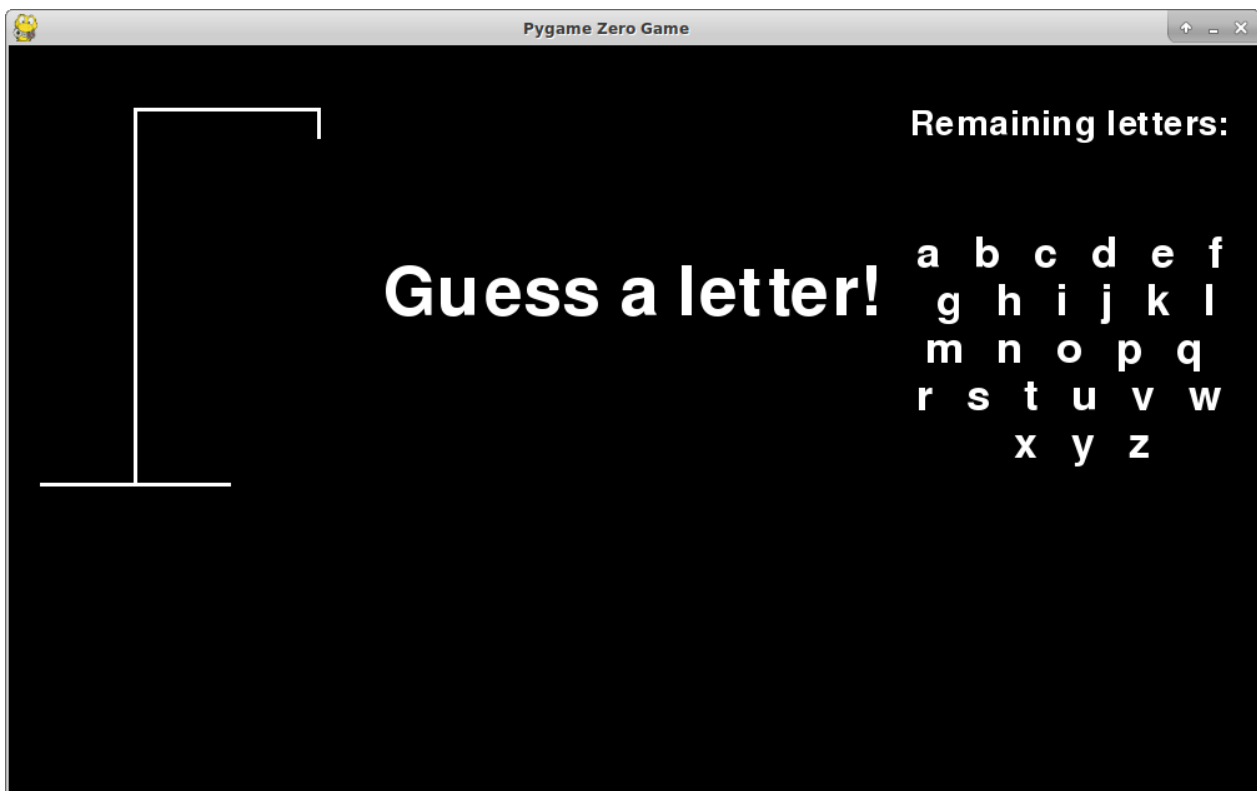 Pygame Zero Game
Remaining letters:
Guess a letter!
a b c d e f
g h i j k l
m n o p q
r s t u v w
x y z